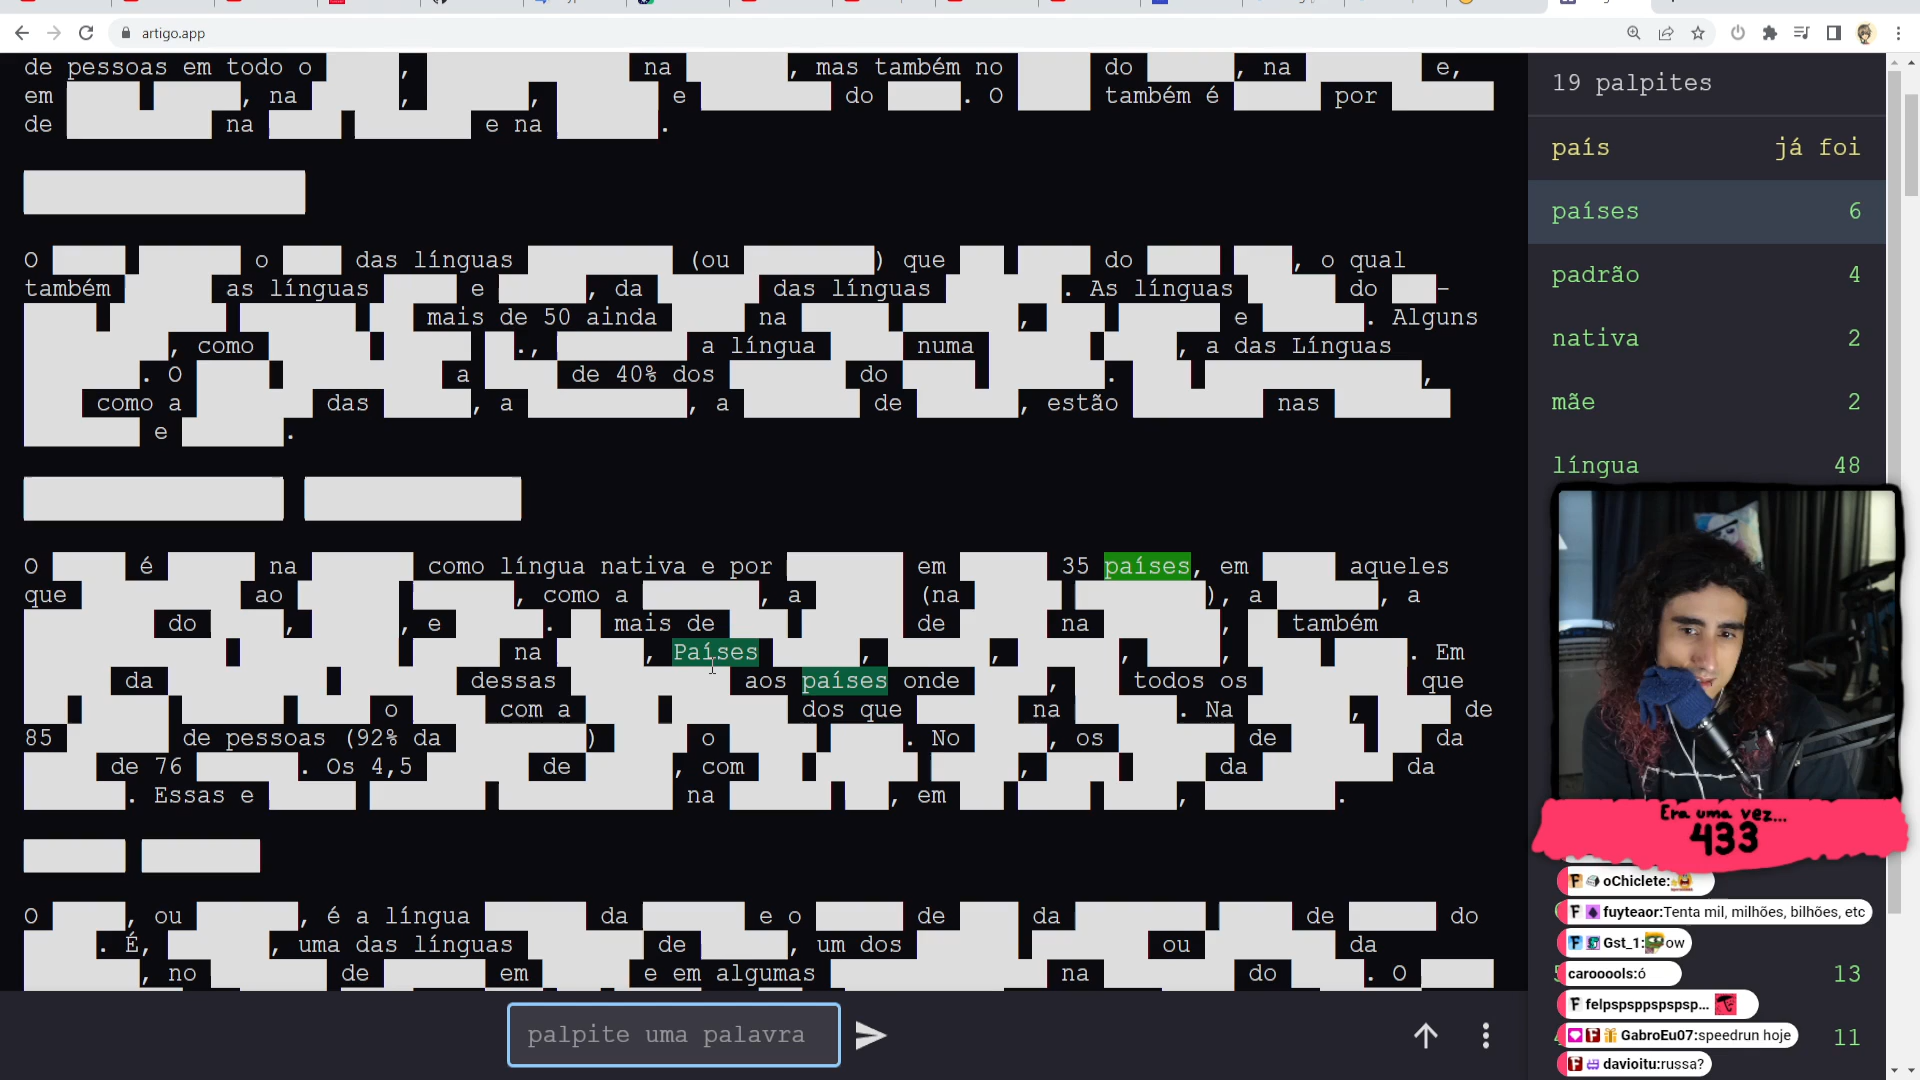 artigo.app
de pessoas em todo o , na , mas também no do , na e,
em , na , , e do . O também é por
de na e na .
O o das línguas (ou ) que do , o qual
também as línguas e , da das línguas . As línguas do -
mais de 50 ainda na , e . Alguns
, como ., a língua numa , a das Línguas
. O a de 40% dos do . ,
como a das , a , a de , estão nas
e .
O é na como língua nativa e por em 35 países, em aqueles
que ao , como a , a (na ), a , a
do , , e . mais de de na , também
na , Países , , , , . Em
da dessas aos países onde , todos os que
o com a dos que na . Na , de
85 de pessoas (92% da ) o . No , os de da
de 76 . Os 4,5 de , com , da da
. Essas e na , em , .
O , ou , é a língua da e o de da de do
. É, , uma das línguas de , um dos ou da
, no de em e em algumas na do . O
palpite uma palavra
19 palpites
país já foi
países 6
padrão 4
nativa 2
mãe 2
língua 48
Era uma vez...
433
oChiclete:
fuyteaor:Tenta mil, milhões, bilhões, etc
Gst_1: ow
carooools:ó
13
felpspsppspspsp...
GabroEu07:speedrun hoje
11
davioitu:russa?